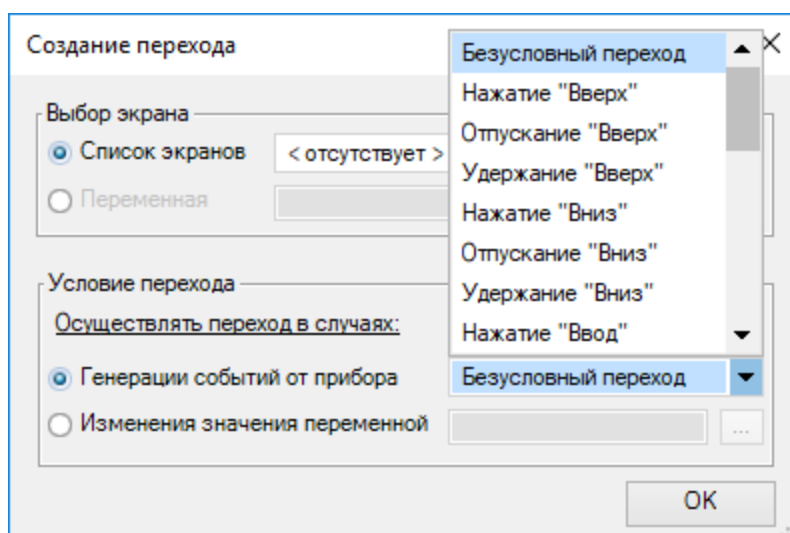 Создание перехода
Выбор экрана
Список экранов
< отсутствует >
Переменная
Условие перехода
Осуществлять переход в случаях:
Генерации событий от прибора
Безусловный переход
Изменения значения переменной
...
OK
Безусловный переход
Нажатие "Вверх"
Отпускание "Вверх"
Удержание "Вверх"
Нажатие "Вниз"
Отпускание "Вниз"
Удержание "Вниз"
Нажатие "Ввод"